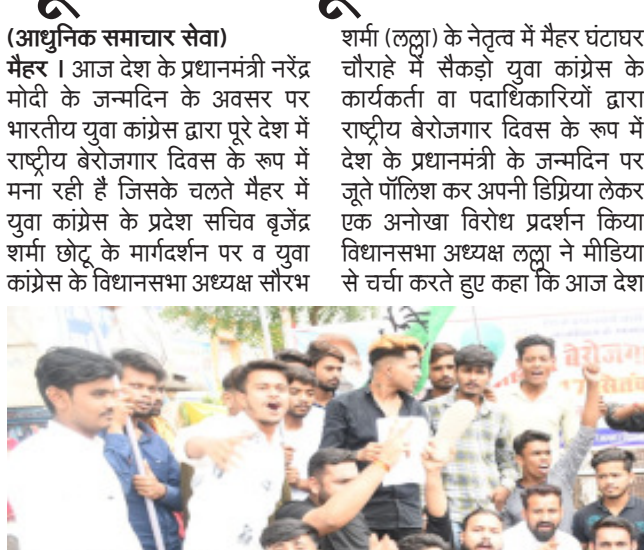 (आधुनिक समाचार सेवा)
मैहर । आज देश के प्रधानमंत्री नरेंद्र
मोदी के जन्मदिन के अवसर पर
भारतीय युवा कांग्रेस द्वारा पूरे देश में
राष्ट्रीय बेरोजगार दिवस के रूप में
मना रही हैं जिसके चलते मैहर में
युवा कांग्रेस के प्रदेश सचिव बृजेंद्र
शर्मा छोटू के मार्गदर्शन पर व युवा
कांग्रेस के विधानसभा अध्यक्ष सौरभ
शर्मा (लल्ला) के नेतृत्व में मैहर घंटाघर
चौराहे में सैकड़ो युवा कांग्रेस के
कार्यकर्ता वा पदाधिकारियों द्वारा
राष्ट्रीय बेरोजगार दिवस के रूप में
देश के प्रधानमंत्री के जन्मदिन पर
जूते पॉलिश कर अपनी डिग्रिया लेकर
एक अनोखा विरोध प्रदर्शन किया
विधानसभा अध्यक्ष लल्ला ने मीडिया
से चर्चा करते हुए कहा कि आज देश
बेरोजगा
17 सितं